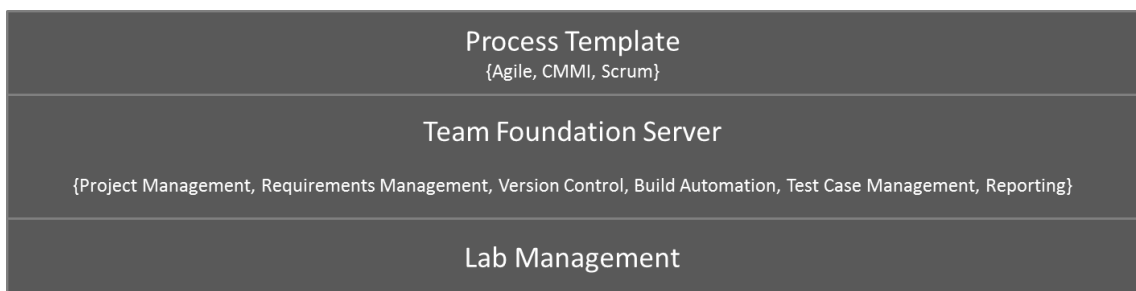 Process Template
{Agile, CMMI, Scrum}
Team Foundation Server
{Project Management, Requirements Management, Version Control, Build Automation, Test Case Management, Reporting}
Lab Management